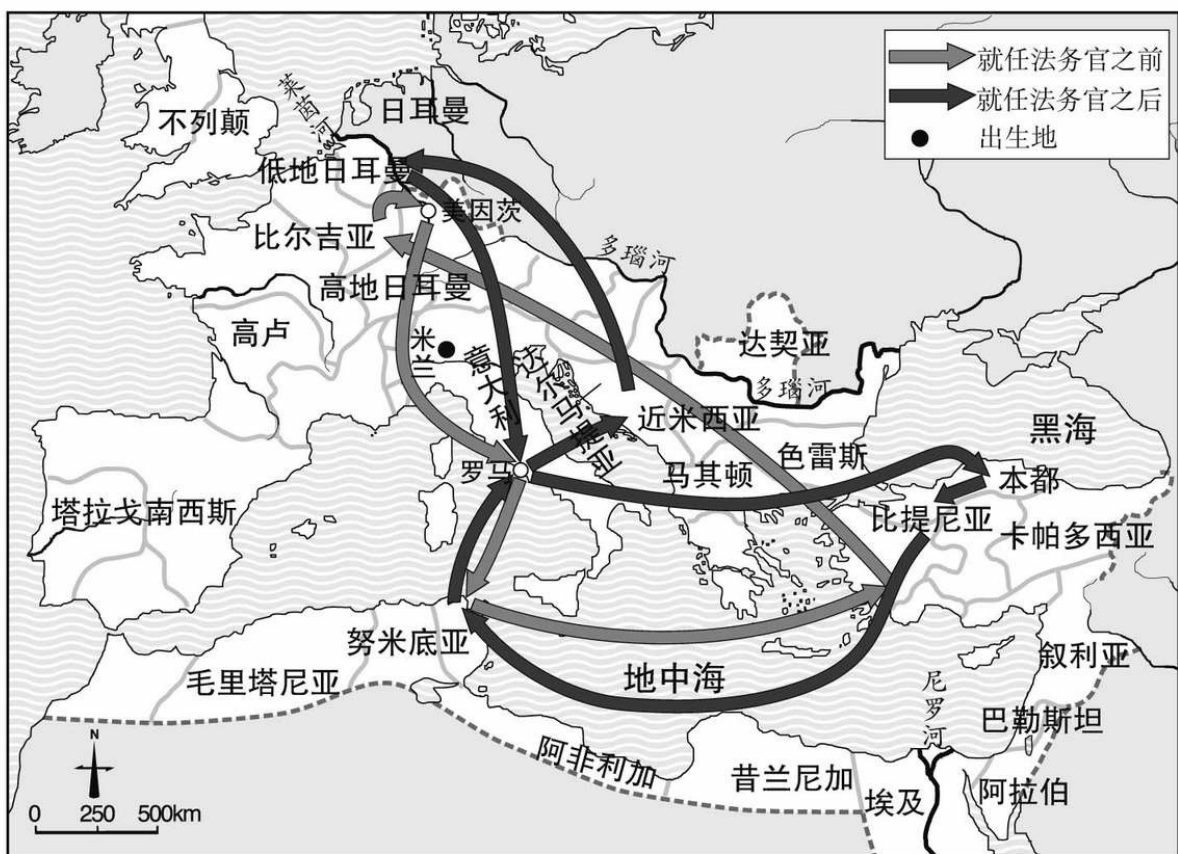 就任法务官之前
就任法务官之后
出生地
不列颠
莱茵河
日耳曼
低地日耳曼
美因茨
比尔吉亚
多瑙河
高地日耳曼
高卢
米兰
意大利
达尔马提亚
达契亚
多瑙河
近米西亚
黑海
色雷斯
马其顿
罗马
本都
塔拉戈南西斯
比提尼亚
卡帕多西亚
努米底亚
毛里塔尼亚
地中海
叙利亚
尼罗河
巴勒斯坦
阿非利加
昔兰尼加
埃及
阿拉伯
N
0 250 500km